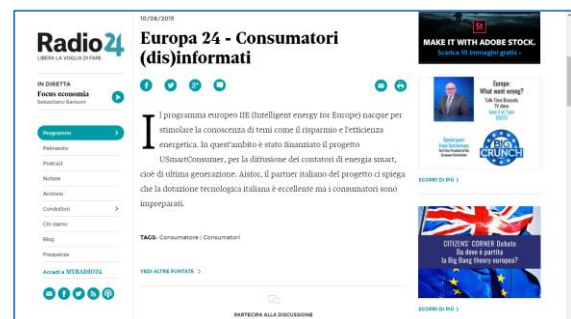 Radio24
LIBERA LA VOGLIA DI FARE
IN DIRETTA
Focus economia
Sebastiano Barisoni
Programmi
Palinsesto
Podcast
Notizie
Archivio
Conduttori
Chi siamo
Blog
Frequenze
Accedi a MYRADIO24
10/06/2015
Europa 24 - Consumatori
(dis)informati
Il programma europeo IIE (Intelligent energy for Europe) nacque per
stimolare la conoscenza di temi come il risparmio e l'efficienza
energetica. In quest'ambito è stato finanziato il progetto
USmartConsumer, per la diffusione dei contatori di energia smart,
cioè di ultima generazione. Aisfor, il partner italiano del progetto ci spiega
che la dotazione tecnologica italiana è eccellente ma i consumatori sono
impreparati.
TAGS: Consumatore | Consumatori
VEDI ALTRE PUNTATE >
PARTECIPA ALLA DISCUSSIONE
St
MAKE IT WITH ADOBE STOCK.
Scarica 10 immagini gratis ›
Europe:
What went wrong?
Talk Time Brussels
TV show
BIG
CRUNCH
SCOPRI DI PIÙ >
CITIZENS' CORNER Debate
Da dove è partita
la Big Bang theory europea?
SCOPRI DI PIÙ >